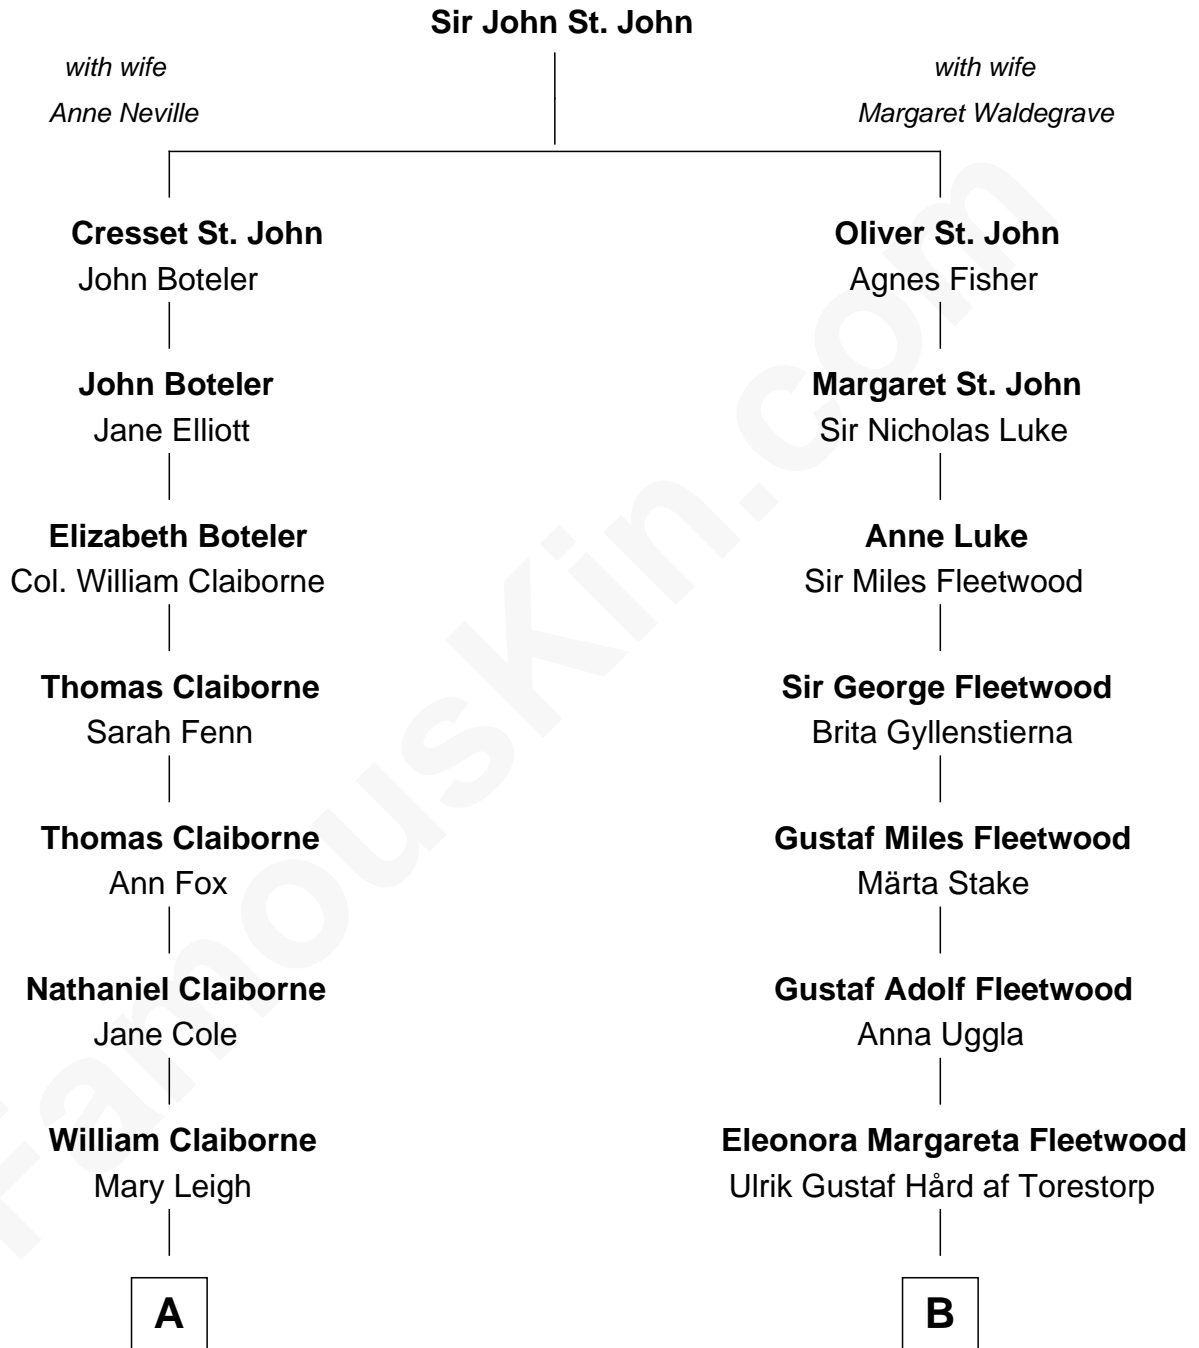 Sir John St. John
with wife
Anne Neville
with wife
Margaret Waldegrave
Cresset St. John
John Boteler
Oliver St. John
Agnes Fisher
John Boteler
Jane Elliott
Margaret St. John
Sir Nicholas Luke
Elizabeth Boteler
Col. William Claiborne
Anne Luke
Sir Miles Fleetwood
Thomas Claiborne
Sarah Fenn
Sir George Fleetwood
Brita Gyllenstierna
Thomas Claiborne
Ann Fox
Gustaf Miles Fleetwood
Märta Stake
Nathaniel Claiborne
Jane Cole
Gustaf Adolf Fleetwood
Anna Uggla
William Claiborne
Mary Leigh
Eleonora Margareta Fleetwood
Ulrik Gustaf Hård af Torestorp
A
B
FamousKin.com